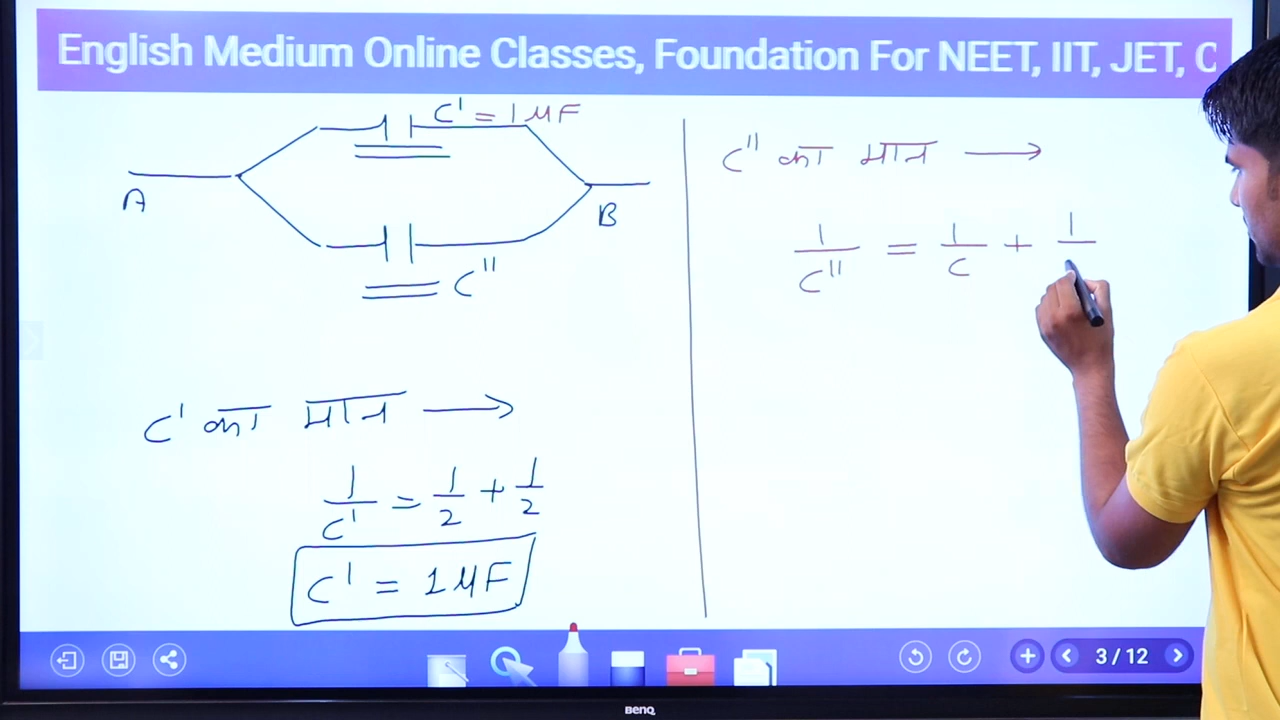 English Medium Online Classes, Foundation For NEET, IIT, JET, C
C' = 1 μF
A
B
C''
C' का मान →
1/C' = 1/2 + 1/2
C' = 1 μF
C'' का मान →
1/C'' = 1/C + 1/
3 / 12
BenQ